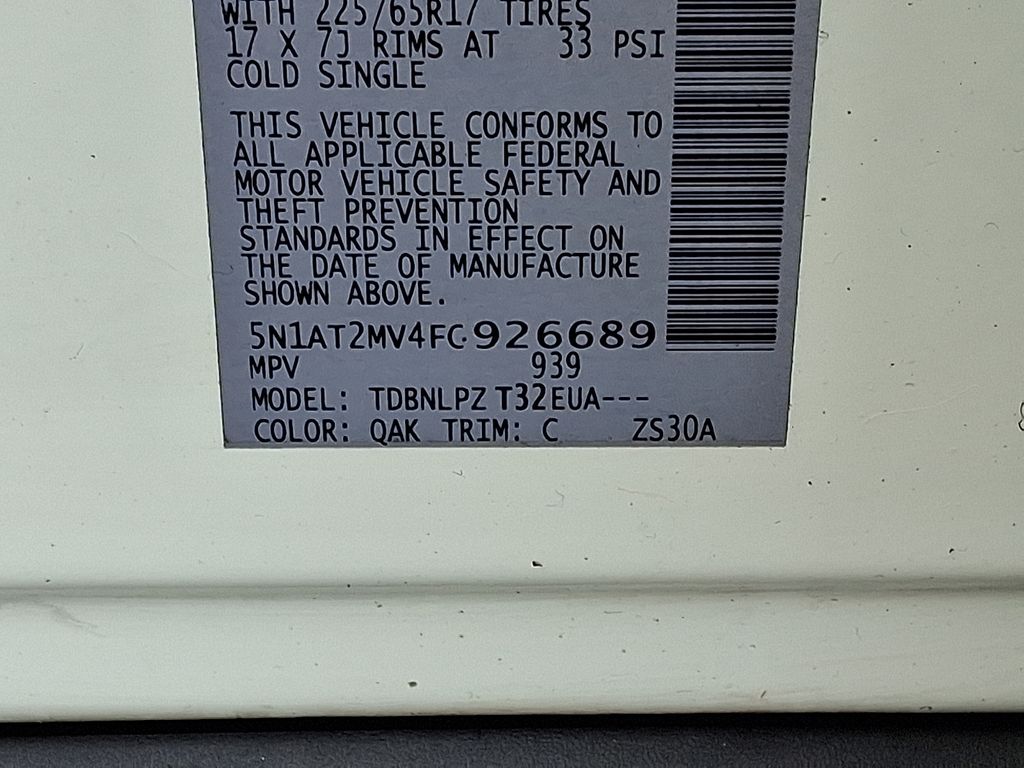 WITH 225/65R17 TIRES
17 X 7J RIMS AT 33 PSI
COLD SINGLE
THIS VEHICLE CONFORMS TO
ALL APPLICABLE FEDERAL
MOTOR VEHICLE SAFETY AND
THEFT PREVENTION
STANDARDS IN EFFECT ON
THE DATE OF MANUFACTURE
SHOWN ABOVE.
5N1AT2MV4FC926689
MPV 939
MODEL: TDBNLPZ T32EUA---
COLOR: QAK TRIM: C ZS30A